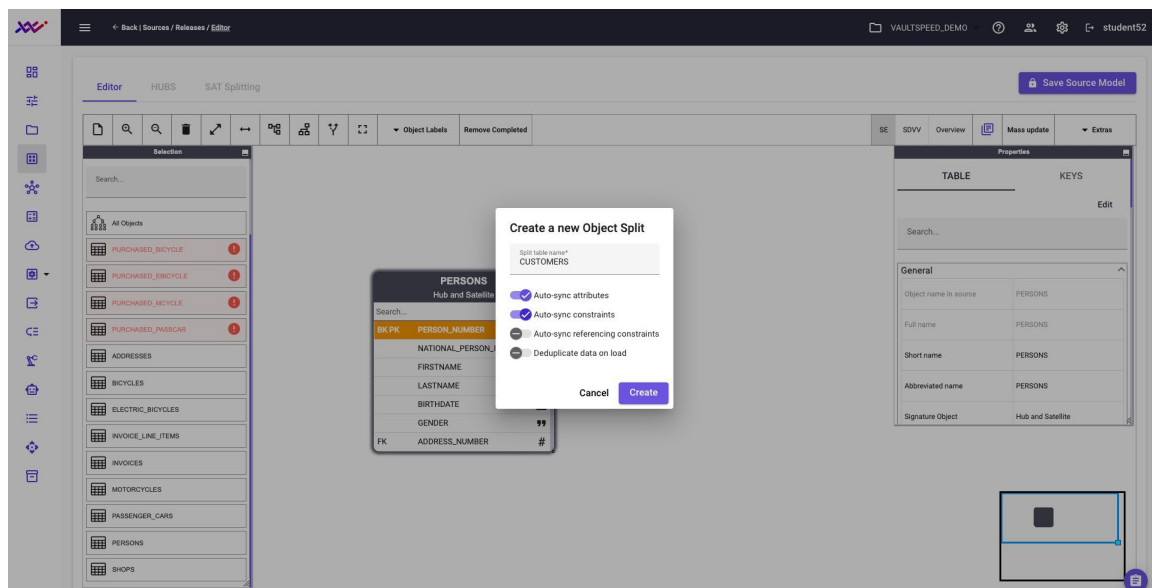 ← Back | Sources / Releases / Editor
VAULTSPEED_DEMO
student52
Editor
HUBS
SAT Splitting
Save Source Model
Object Labels
Remove Completed
SE
SDVV
Overview
Mass update
Extras
Selection
Search...
All Objects
PURCHASED_BICYCLE
PURCHASED_EBICYCLE
PURCHASED_MCYCLE
PURCHASED_PASSCAR
ADDRESSES
BICYCLES
ELECTRIC_BICYCLES
INVOICE_LINE_ITEMS
INVOICES
MOTORCYCLES
PASSENGER_CARS
PERSONS
SHOPS
PERSONS
Hub and Satellite
Search...
BK PK PERSON_NUMBER
NATIONAL_PERSON_
FIRSTNAME
LASTNAME
BIRTHDATE
GENDER
FK ADDRESS_NUMBER #
Create a new Object Split
Split table name*
CUSTOMERS
Auto-sync attributes
Auto-sync constraints
Auto-sync referencing constraints
Deduplicate data on load
Cancel
Create
Properties
TABLE
KEYS
Edit
Search...
General
Object name in source PERSONS
Full name PERSONS
Short name PERSONS
Abbreviated name PERSONS
Signature Object Hub and Satellite